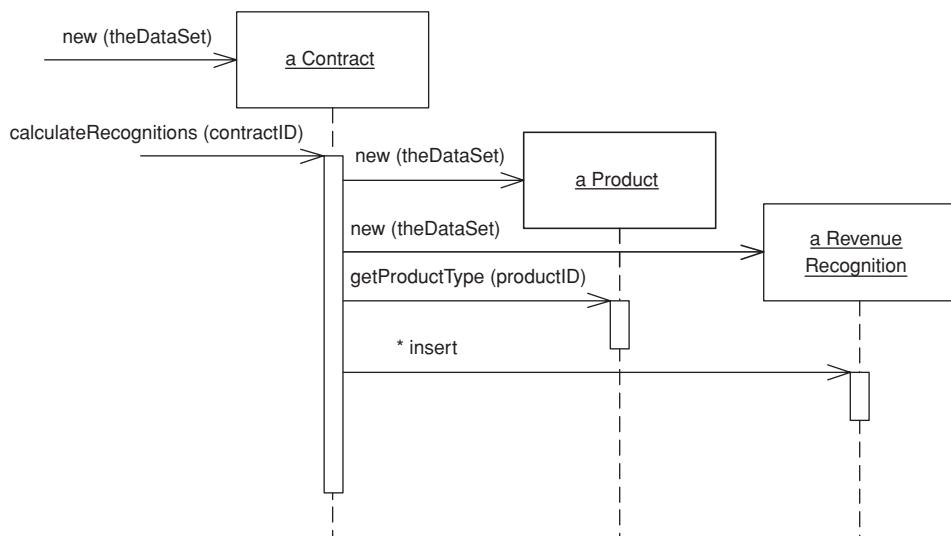 new (theDataSet)
a Contract
calculateRecognitions (contractID)
new (theDataSet)
a Product
new (theDataSet)
a Revenue
Recognition
getProductType (productID)
* insert